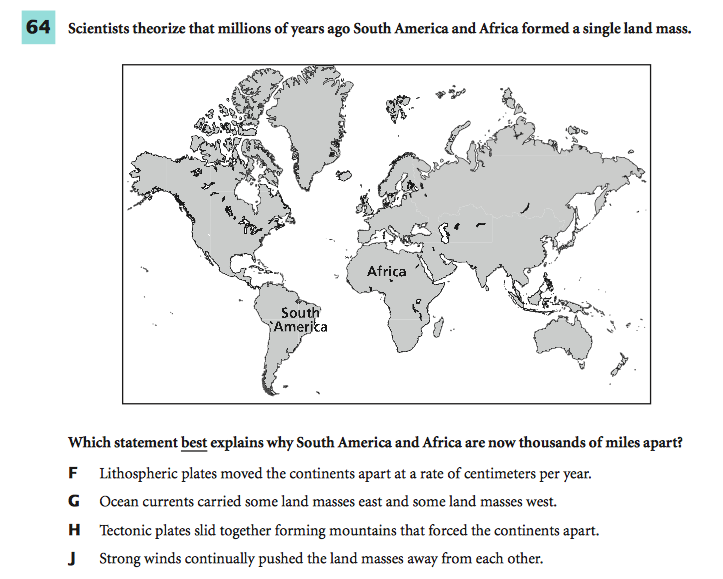 64 Scientists theorize that millions of years ago South America and Africa formed a single land mass.
Africa
South
America
Which statement best explains why South America and Africa are now thousands of miles apart?
F Lithospheric plates moved the continents apart at a rate of centimeters per year.
G Ocean currents carried some land masses east and some land masses west.
H Tectonic plates slid together forming mountains that forced the continents apart.
J Strong winds continually pushed the land masses away from each other.